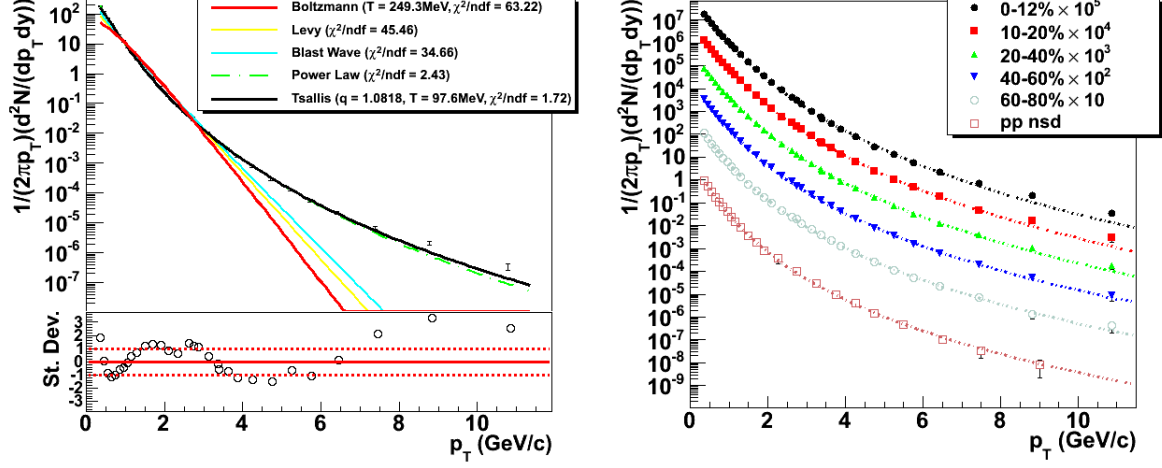 Boltzmann (T = 249.3MeV, χ²/ndf = 63.22)
Levy (χ²/ndf = 45.46)
Blast Wave (χ²/ndf = 34.66)
Power Law (χ²/ndf = 2.43)
Tsallis (q = 1.0818, T = 97.6MeV, χ²/ndf = 1.72)
1/(2πp_T)(d²N/(dp_Tdy))
10²
10
1
10⁻¹
10⁻²
10⁻³
10⁻⁴
10⁻⁵
10⁻⁶
10⁻⁷
St. Dev.
3
2
1
0
-1
-2
-3
0 2 4 6 8 10
p_T (GeV/c)
0-12% × 10⁵
10-20% × 10⁴
20-40% × 10³
40-60% × 10²
60-80% × 10
pp nsd
1/(2πp_T)(d²N/(dp_Tdy))
10⁷
10⁶
10⁵
10⁴
10³
10²
10
1
10⁻¹
10⁻²
10⁻³
10⁻⁴
10⁻⁵
10⁻⁶
10⁻⁷
10⁻⁸
10⁻⁹
0 2 4 6 8 10
p_T (GeV/c)